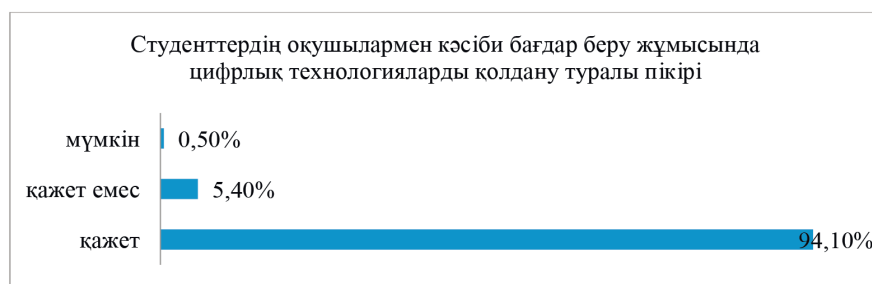 Студенттердің оқушылармен кәсіби бағдар беру жұмысында
цифрлық технологияларды қолдану туралы пікірі
мүмкін 0,50%
қажет емес 5,40%
қажет 94,10%